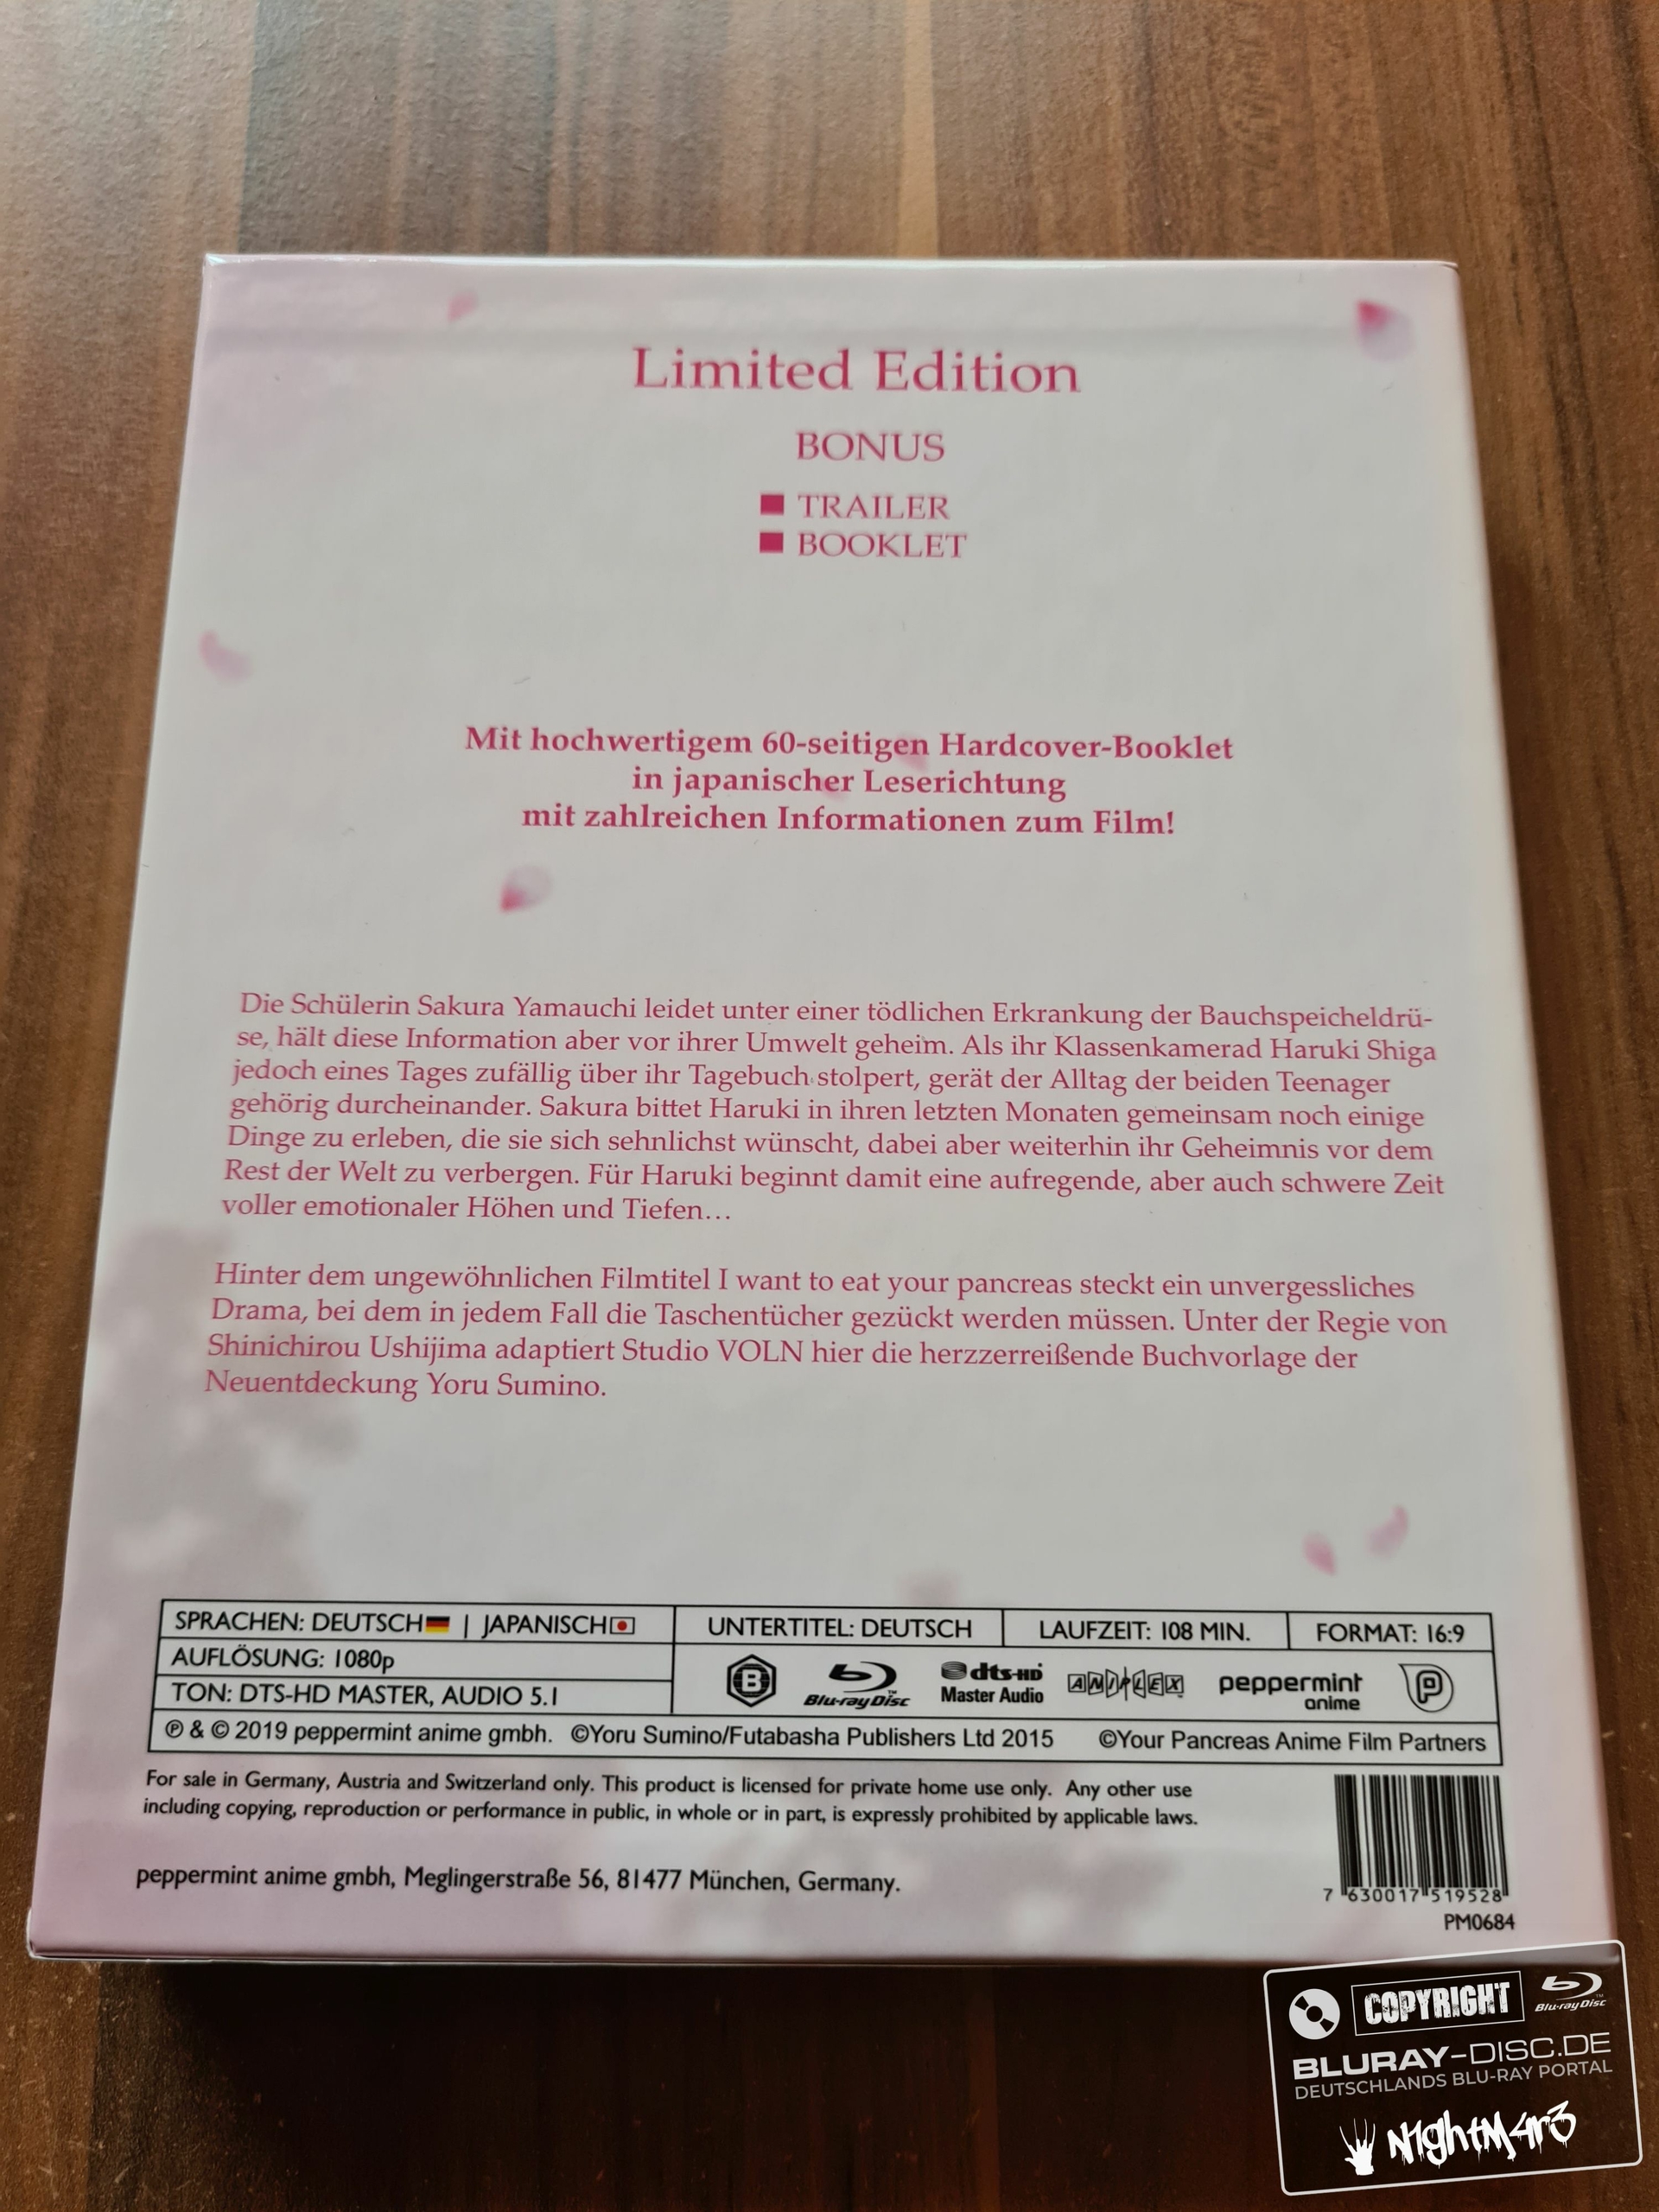 Limited Edition
BONUS
TRAILER
BOOKLET
Mit hochwertigem 60-seitigen Hardcover-Booklet
in japanischer Leserichtung
mit zahlreichen Informationen zum Film!
Die Schülerin Sakura Yamauchi leidet unter einer tödlichen Erkrankung der Bauchspeicheldrü-
se, hält diese Information aber vor ihrer Umwelt geheim. Als ihr Klassenkamerad Haruki Shiga
jedoch eines Tages zufällig über ihr Tagebuch stolpert, gerät der Alltag der beiden Teenager
gehörig durcheinander. Sakura bittet Haruki in ihren letzten Monaten gemeinsam noch einige
Dinge zu erleben, die sie sich sehnlichst wünscht, dabei aber weiterhin ihr Geheimnis vor dem
Rest der Welt zu verbergen. Für Haruki beginnt damit eine aufregende, aber auch schwere Zeit
voller emotionaler Höhen und Tiefen…
Hinter dem ungewöhnlichen Filmtitel I want to eat your pancreas steckt ein unvergessliches
Drama, bei dem in jedem Fall die Taschentücher gezückt werden müssen. Unter der Regie von
Shinichirou Ushijima adaptiert Studio VOLN hier die herzzerreißende Buchvorlage der
Neuentdeckung Yoru Sumino.
SPRACHEN: DEUTSCH | JAPANISCH
UNTERTITEL: DEUTSCH
LAUFZEIT: 108 MIN.
FORMAT: 16:9
AUFLÖSUNG: 1080p
TON: DTS-HD MASTER, AUDIO 5.1
B
Blu-ray Disc™
dts-HD
Master Audio
ANIPLEX
peppermint
anime
P
℗ & © 2019 peppermint anime gmbh. ©Yoru Sumino/Futabasha Publishers Ltd 2015 ©Your Pancreas Anime Film Partners
For sale in Germany, Austria and Switzerland only. This product is licensed for private home use only. Any other use
including copying, reproduction or performance in public, in whole or in part, is expressly prohibited by applicable laws.
peppermint anime gmbh, Meglingerstraße 56, 81477 München, Germany.
7 630017 519528
PM0684
COPYRIGHT
Blu-ray Disc™
BLURAY-DISC.DE
DEUTSCHLANDS BLU-RAY PORTAL
N1ghtM4r3